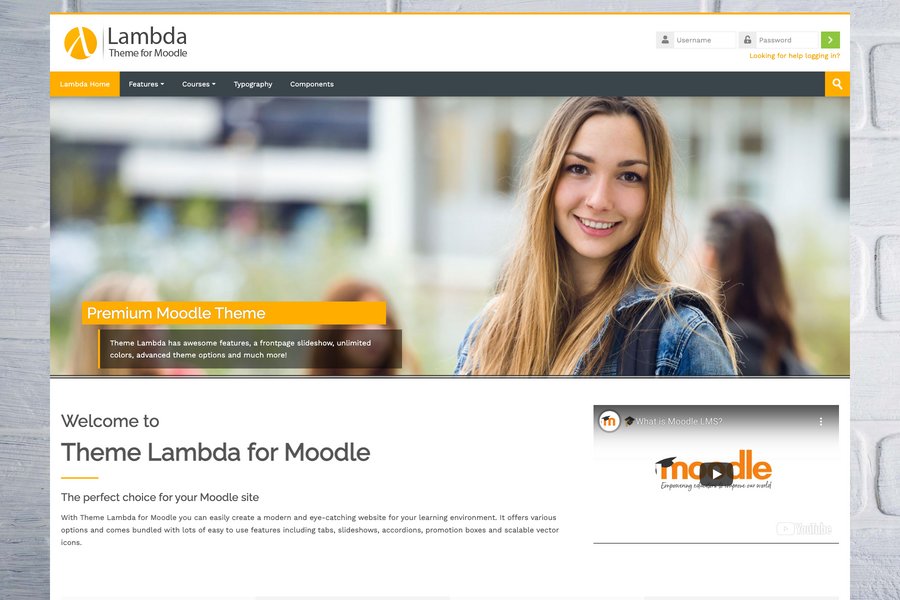 Lambda
Theme for Moodle
Username
Password
Looking for help logging in?
Lambda Home
Features
Courses
Typography
Components
Premium Moodle Theme
Theme Lambda has awesome features, a frontpage slideshow, unlimited
colors, advanced theme options and much more!
Welcome to
Theme Lambda for Moodle
The perfect choice for your Moodle site
With Theme Lambda for Moodle you can easily create a modern and eye-catching website for your learning environment. It offers various
options and comes bundled with lots of easy to use features including tabs, slideshows, accordions, promotion boxes and scalable vector
icons.
m
What is Moodle LMS?
moodle
Empowering educators to improve our world
YouTube